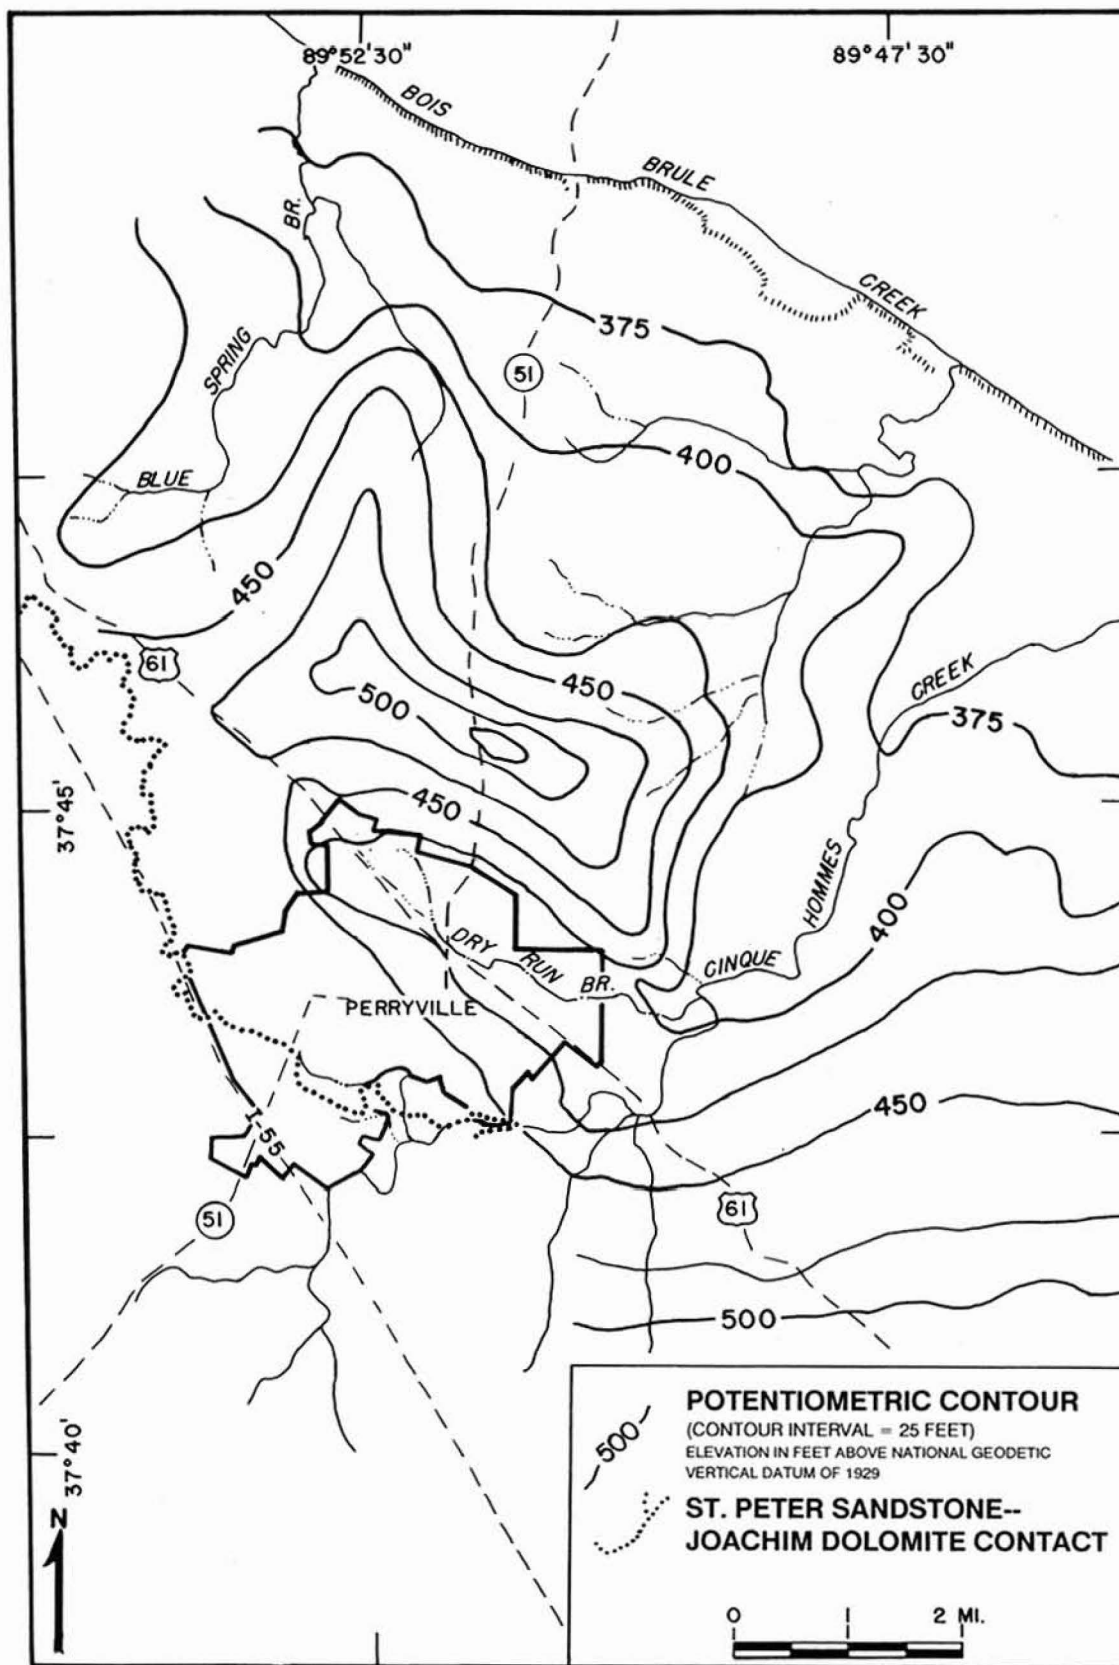 89°52'30"
89°47'30"
BOIS
BRULE
CREEK
BR.
SPRING
BLUE
375
51
400
450
61
450
500
CREEK
375
37°45'
450
HOMMES
400
DRY RUN BR.
CINQUE
PERRYVILLE
450
I-55
51
61
500
37°40'
N
500
POTENTIOMETRIC CONTOUR
(CONTOUR INTERVAL = 25 FEET)
ELEVATION IN FEET ABOVE NATIONAL GEODETIC
VERTICAL DATUM OF 1929
ST. PETER SANDSTONE--
JOACHIM DOLOMITE CONTACT
0 1 2 MI.